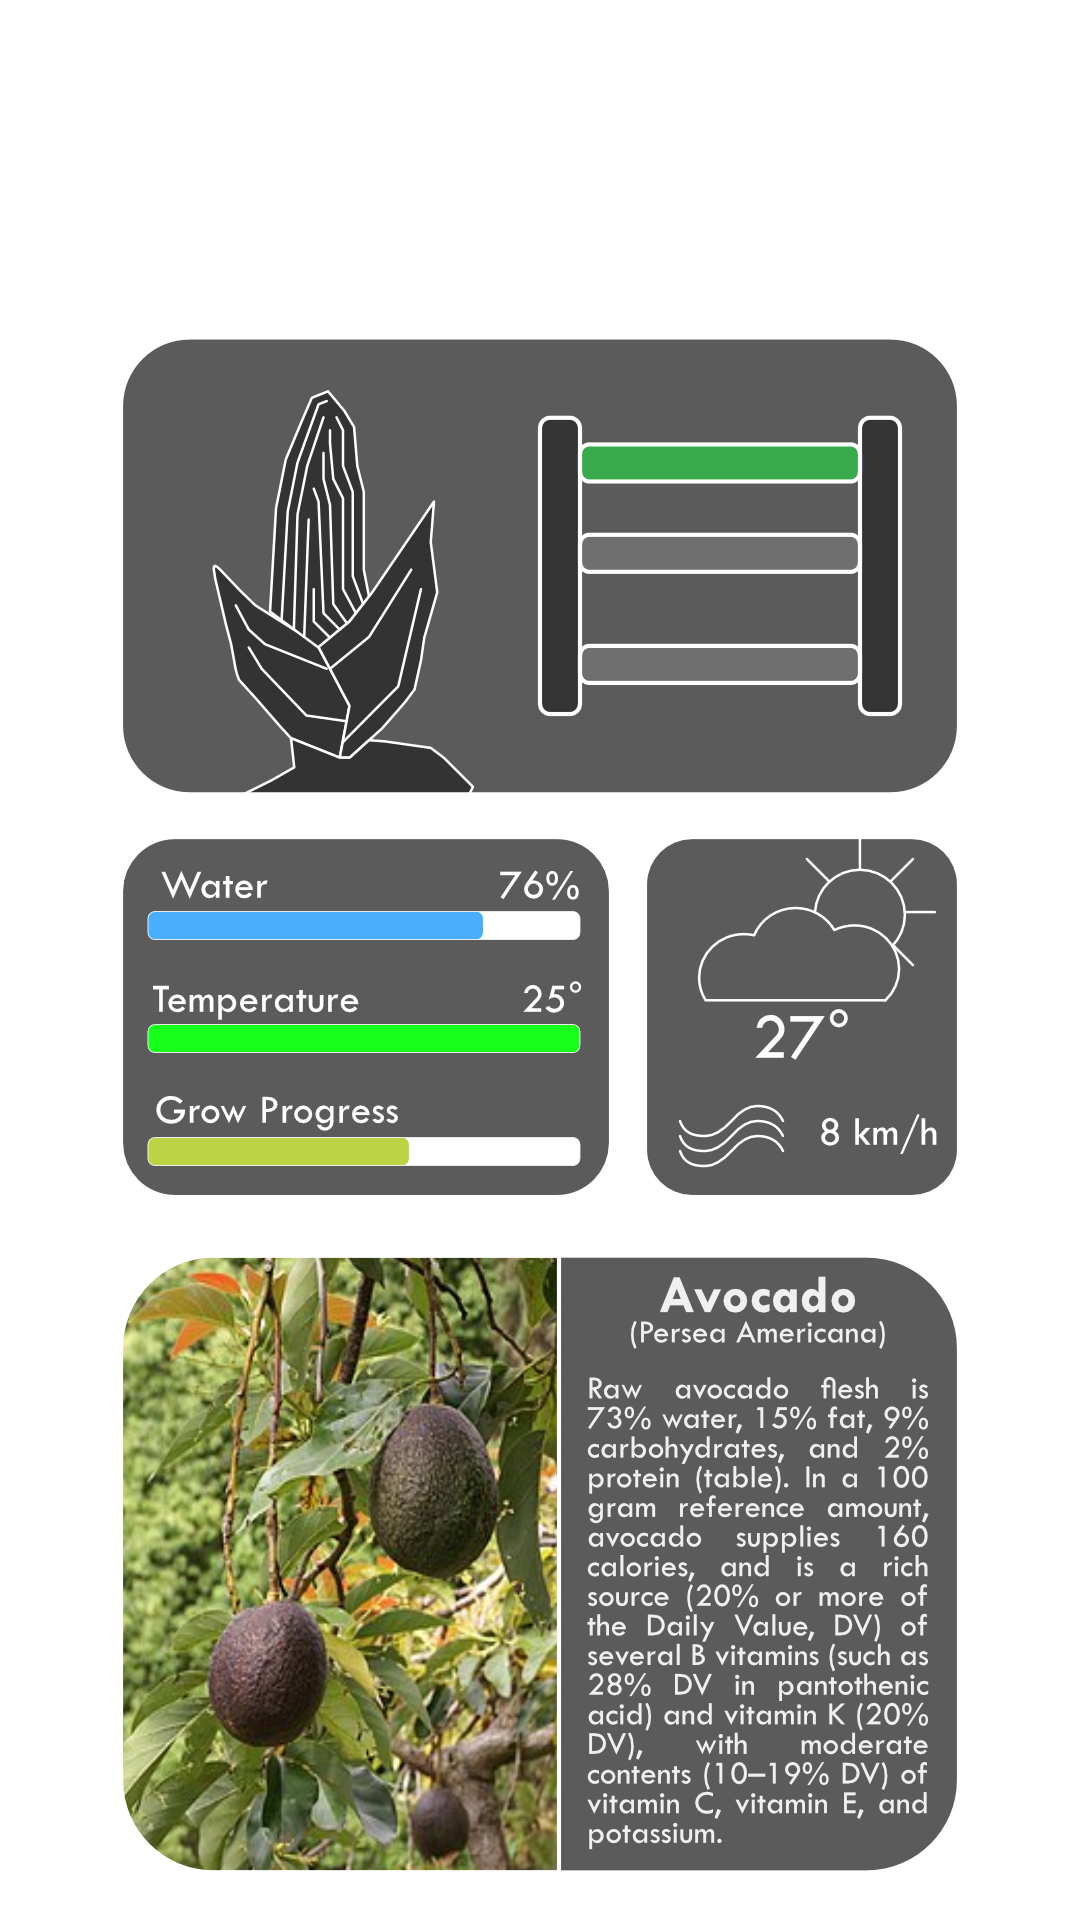 Water 76%
Temperature 25°
Grow Progress
27°
8 km/h
Avocado
(Persea Americana)
Raw avocado flesh is
73% water, 15% fat, 9%
carbohydrates, and 2%
protein (table). In a 100
gram reference amount,
avocado supplies 160
calories, and is a rich
source (20% or more of
the Daily Value, DV) of
several B vitamins (such as
28% DV in pantothenic
acid) and vitamin K (20%
DV), with moderate
contents (10–19% DV) of
vitamin C, vitamin E, and
potassium.